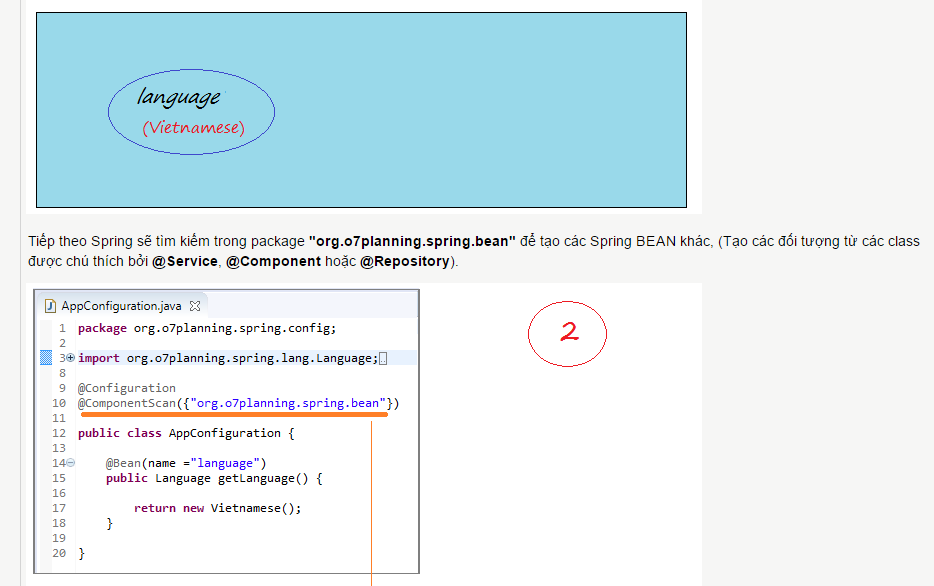 language
(Vietnamese)
Tiếp theo Spring sẽ tìm kiếm trong package "org.o7planning.spring.bean" để tạo các Spring BEAN khác, (Tạo các đối tượng từ các class
được chú thích bởi @Service, @Component hoặc @Repository).
AppConfiguration.java
2
1 package org.o7planning.spring.config;
2
3 import org.o7planning.spring.lang.Language;
8
9 @Configuration
10 @ComponentScan({"org.o7planning.spring.bean"})
11
12 public class AppConfiguration {
13
14 @Bean(name ="language")
15 public Language getLanguage() {
16
17 return new Vietnamese();
18 }
19
20 }